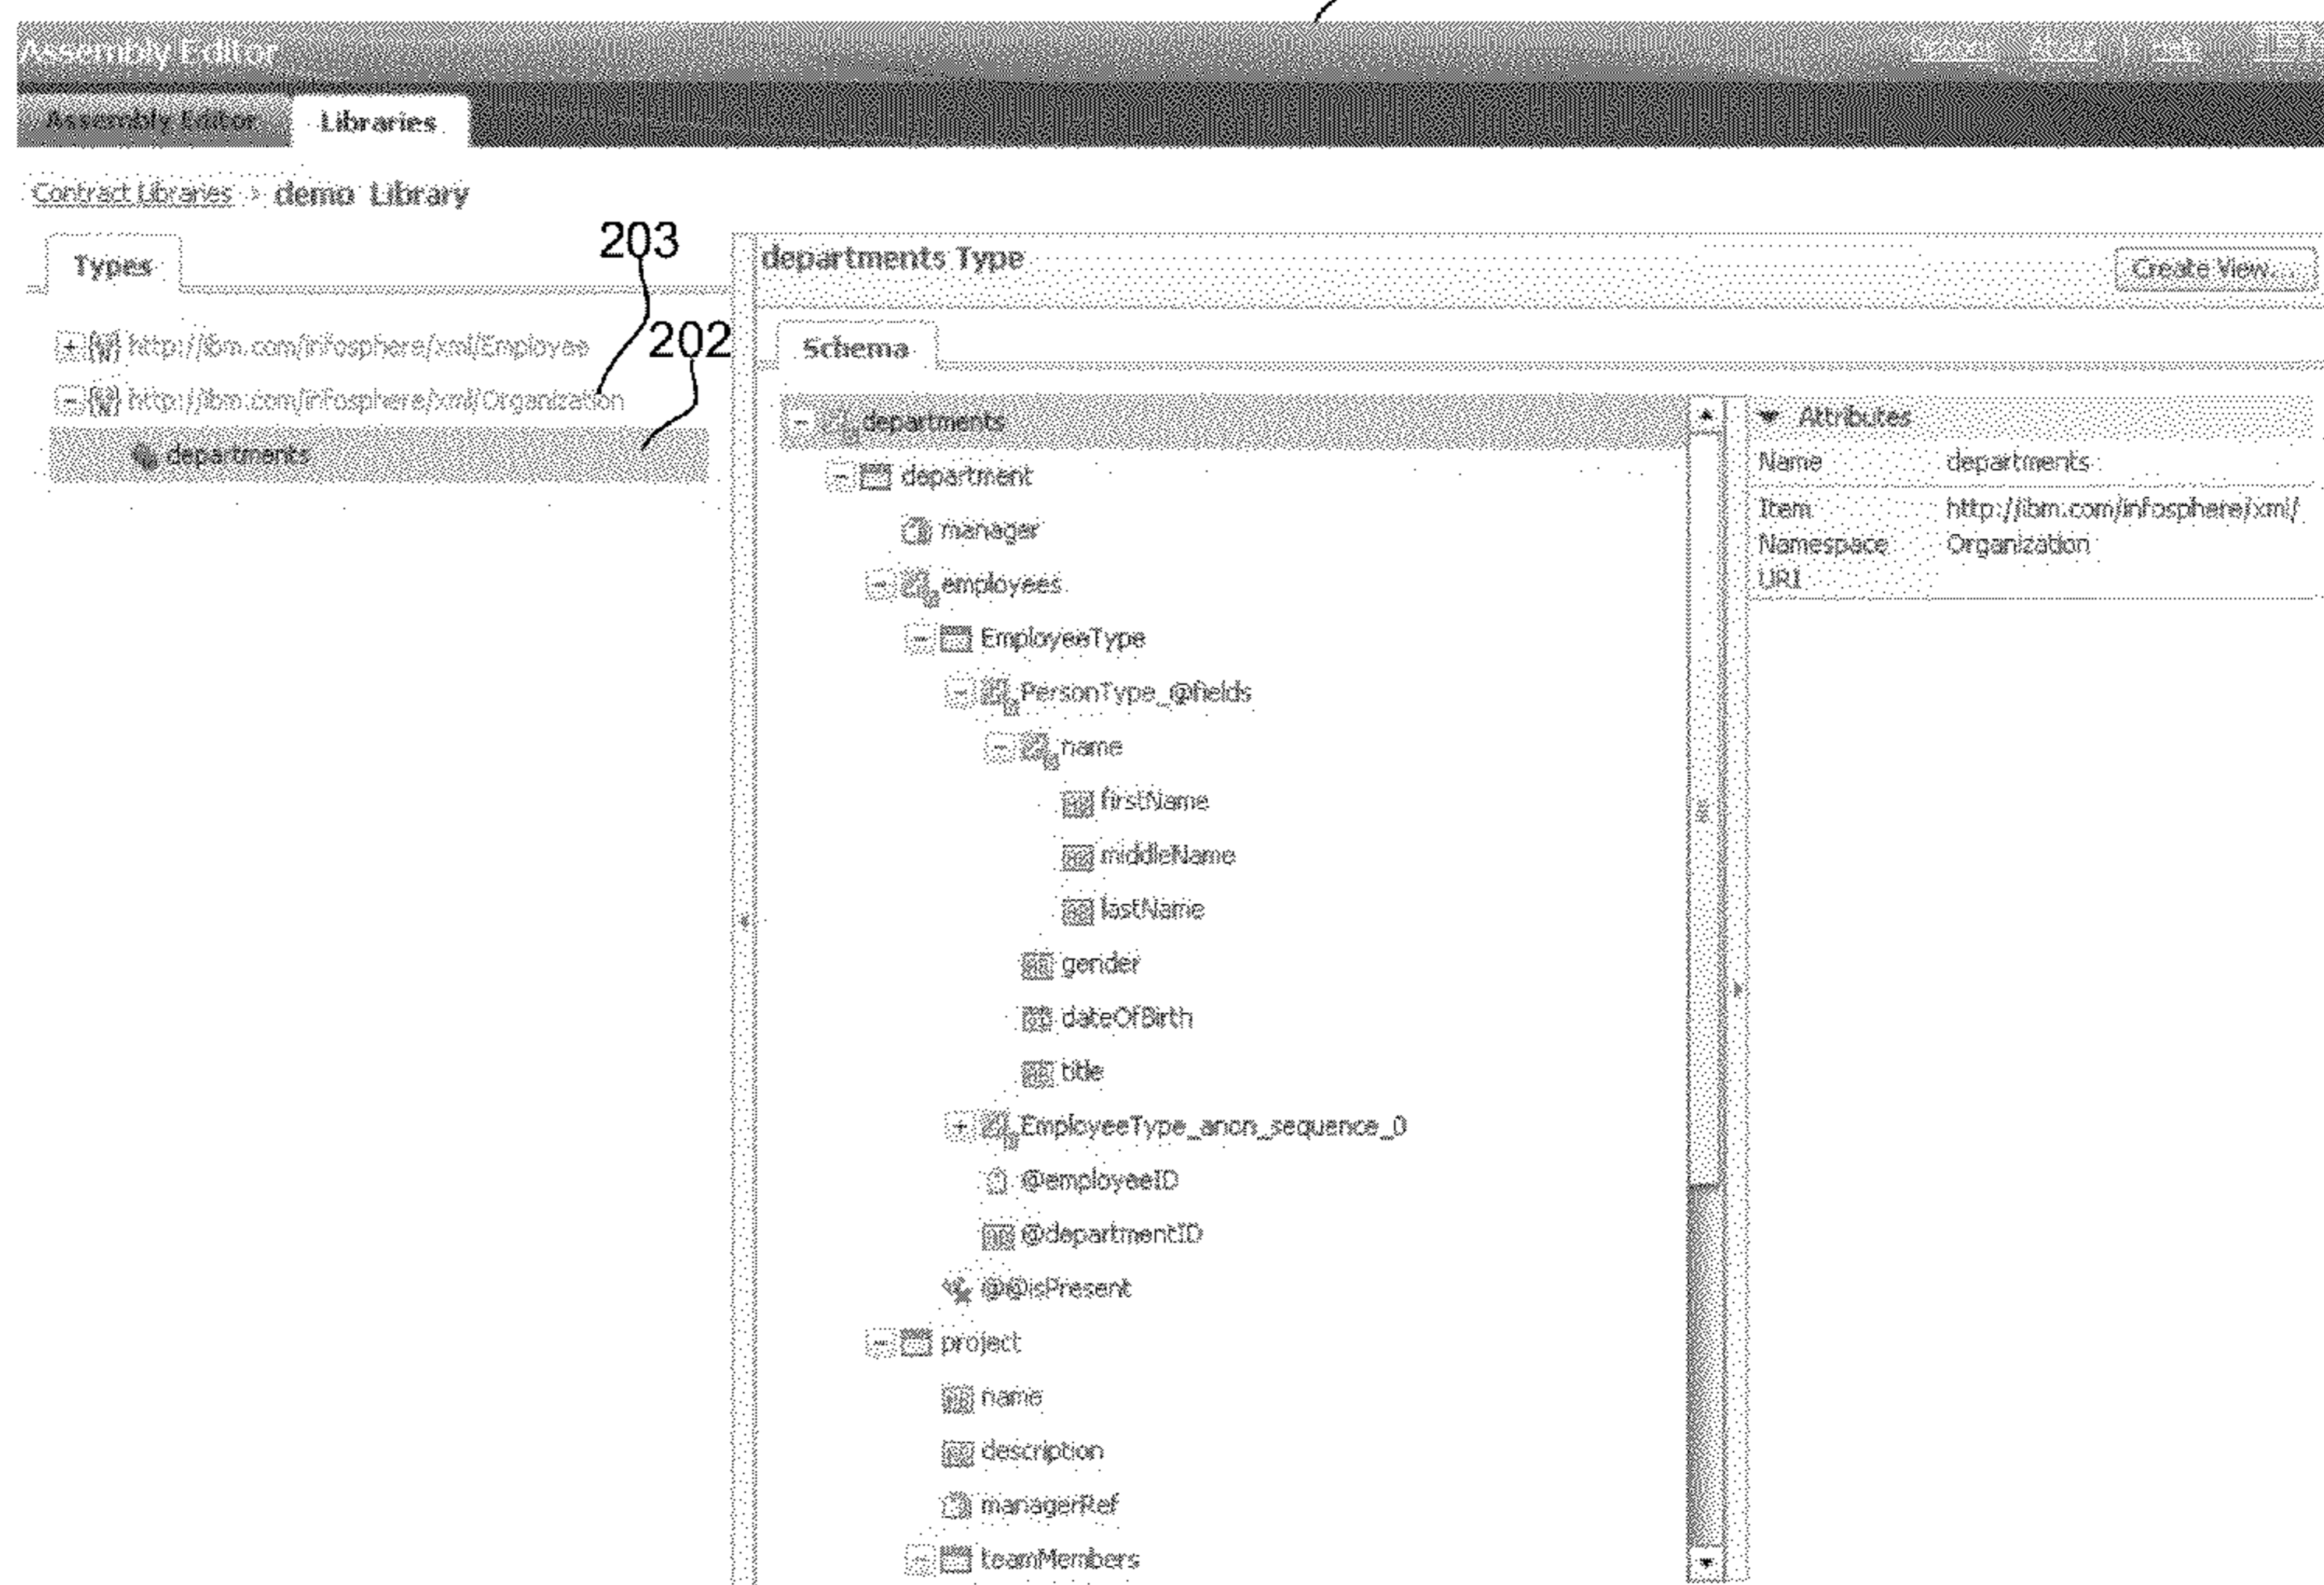 Assembly Editor
Help
Assembly Editor
Libraries
Contract Libraries > demo Library
203
202
Types
http://ibm.com/infosphere/xml/Employee
http://ibm.com/infosphere/xml/Organization
departments
departments Type
Create View...
Schema
departments
department
manager
employees
EmployeeType
PersonType_@fields
name
firstName
middleName
lastName
gender
dateOfBirth
title
EmployeeType_anon_sequence_0
@employeeID
@departmentID
@@isPresent
project
name
description
managerRef
teamMembers
Attributes
Name departments
Item http://ibm.com/infosphere/xml/
Namespace Organization
URI